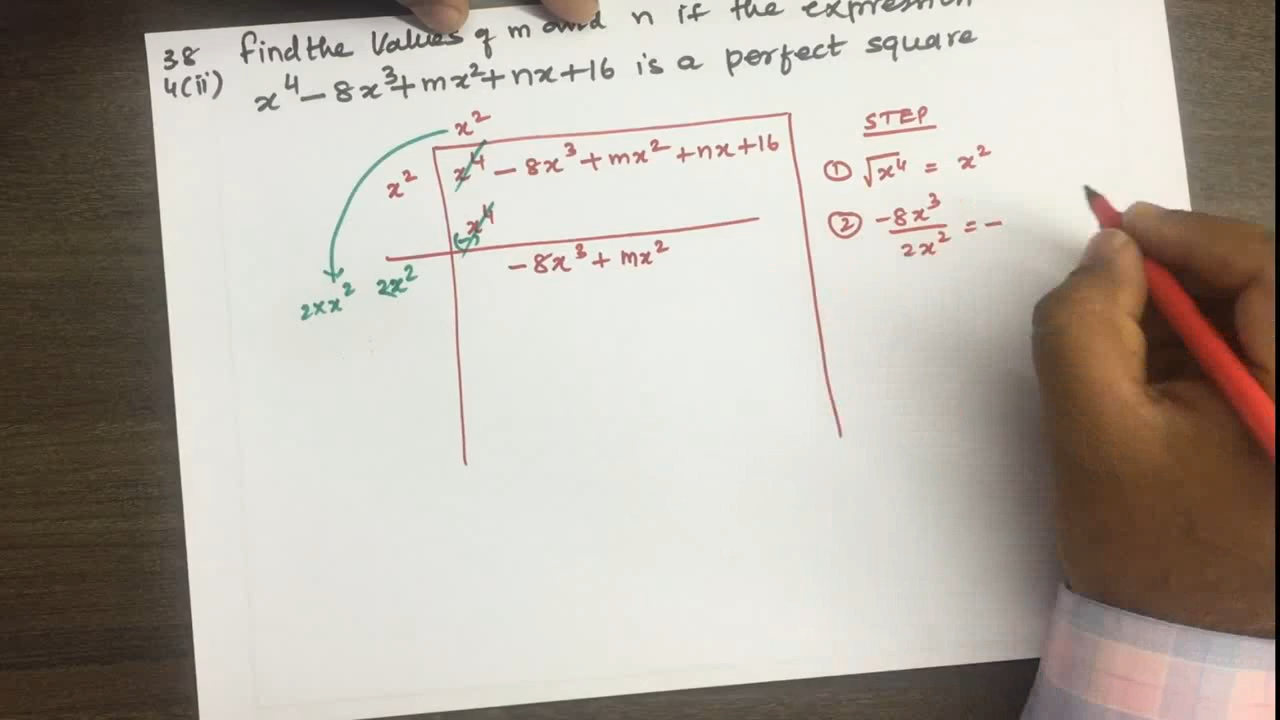 38 Find the Values of m and n if the expression
4(ii) x⁴ - 8x³ + mx² + nx + 16 is a perfect square
x²
x² x⁴ - 8x³ + mx² + nx + 16
x⁴
(-)
2×x² 2x² - 8x³ + mx²
STEP
① √x⁴ = x²
② -8x³/2x² = -